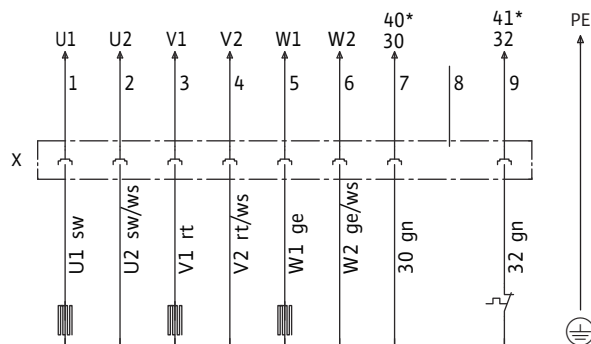 40* 41* PE
U1 U2 V1 V2 W1 W2 30 32
1 2 3 4 5 6 7 8 9
X
U1 sw U2 sw/ws V1 rt V2 rt/ws W1 ge W2 ge/ws 30 gn 32 gn